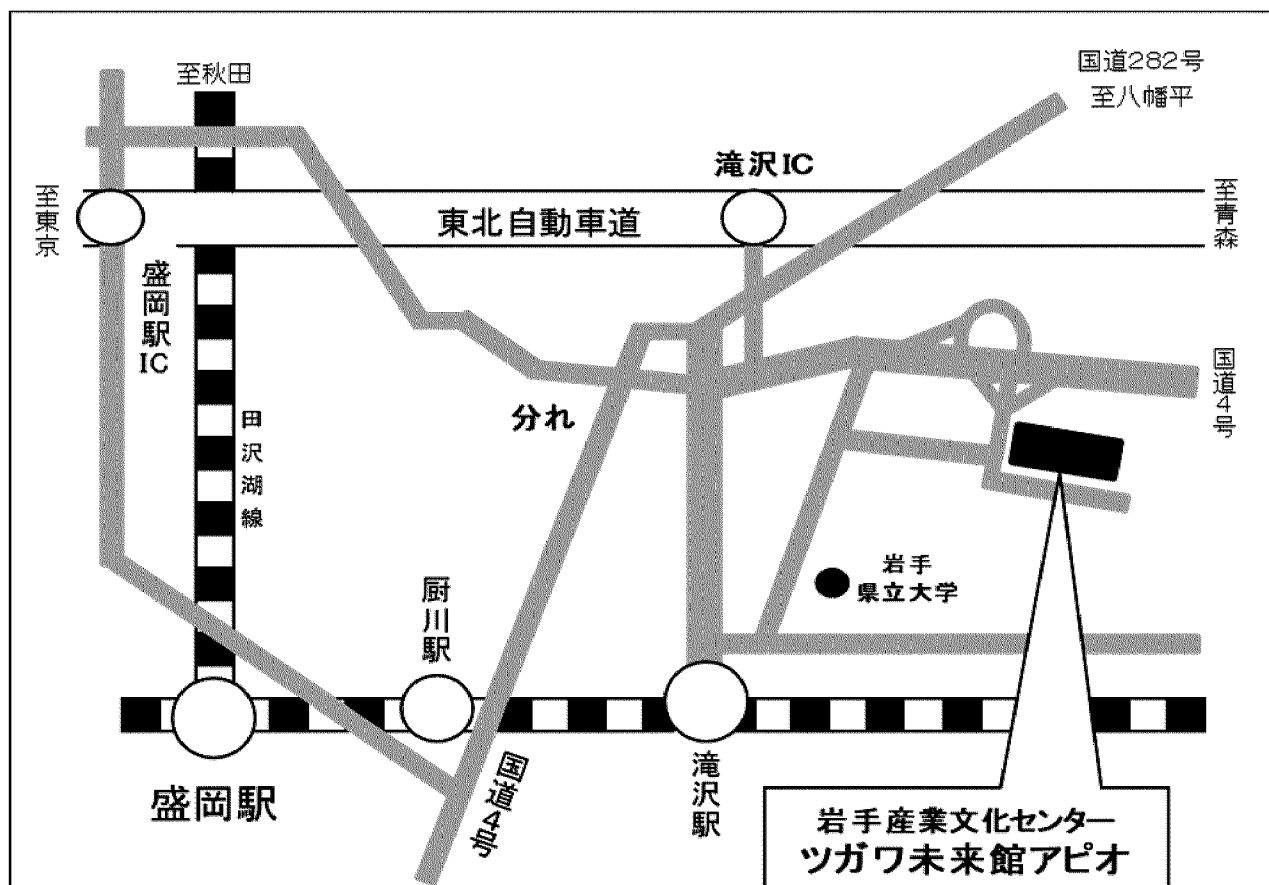 至秋田
国道282号
至八幡平
滝沢IC
至東京
東北自動車道
至青森
盛岡駅IC
国道4号
分れ
田沢湖線
岩手
県立大学
厨川駅
国道4号
滝沢駅
盛岡駅
岩手産業文化センター
ツガワ未来館アピオ